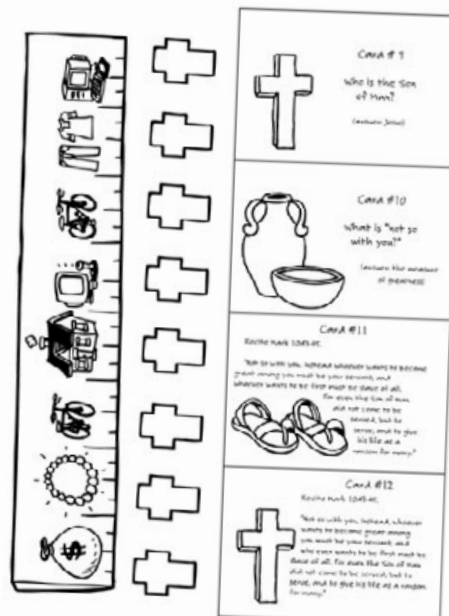 $
Card #9
Who is the Son
of Man?
(answer: Jesus)
Card #10
What is "not so
with you?"
(answer: the measure
of greatness)
Card #11
Recite Mark 10:43-45.
"Not so with you. Instead, whoever wants to become
great among you must be your servant, and
whoever wants to be first must be slave of all.
For even the Son of Man
did not come to be
served, but to
serve, and to give
his life as a
ransom for many."
Card #12
Recite Mark 10:43-45.
"Not so with you. Instead, whoever
wants to become great among
you must be your servant, and
who ever wants to be first must be
slave of all. For even the Son of Man
did not come to be served, but to
serve, and to give his life as a ransom
for many."